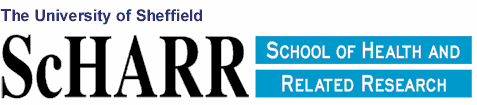 The University of Sheffield
ScHARR
SCHOOL OF HEALTH AND
RELATED RESEARCH